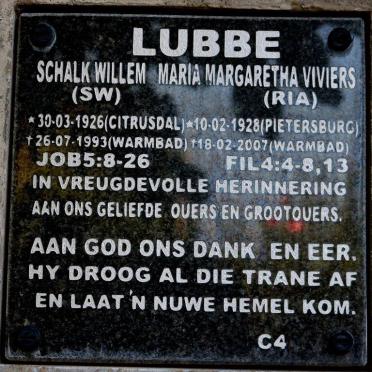 LUBBE
SCHALK WILLEM MARIA MARGARETHA VIVIERS
(SW) (RIA)
*30-03-1926(CITRUSDAL) *10-02-1928(PIETERSBURG)
†26-07-1993(WARMBAD) †18-02-2007(WARMBAD)
JOB5:8-26 FIL4:4-8,13
IN VREUGDEVOLLE HERINNERING
AAN ONS GELIEFDE OUERS EN GROOTOUERS.
AAN GOD ONS DANK EN EER.
HY DROOG AL DIE TRANE AF
EN LAAT 'N NUWE HEMEL KOM.
C4